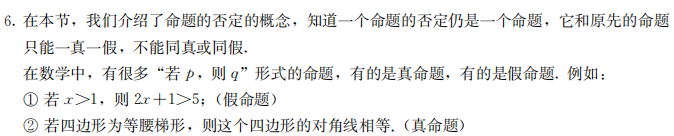 6. 在本节，我们介绍了命题的否定的概念，知道一个命题的否定仍是一个命题，它和原先的命题
只能一真一假，不能同真或同假.
在数学中，有很多“若 p，则 q”形式的命题，有的是真命题，有的是假命题. 例如：
① 若 x>1，则 2x+1>5；(假命题)
② 若四边形为等腰梯形，则这个四边形的对角线相等.（真命题）